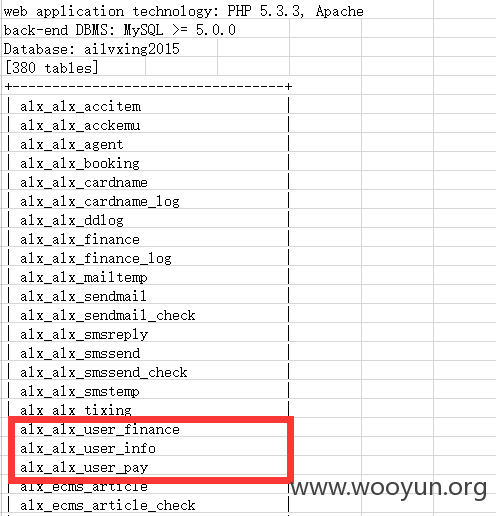 web application technology: PHP 5.3.3, Apache
back-end DBMS: MySQL >= 5.0.0
Database: ailvxing2015
[380 tables]
+----------------------------------+
| alx_alx_accitem |
| alx_alx_acckemu |
| alx_alx_agent |
| alx_alx_booking |
| alx_alx_cardname |
| alx_alx_cardname_log |
| alx_alx_ddlog |
| alx_alx_finance |
| alx_alx_finance_log |
| alx_alx_mailtemp |
| alx_alx_sendmail |
| alx_alx_sendmail_check |
| alx_alx_smsreply |
| alx_alx_smssend |
| alx_alx_smssend_check |
| alx_alx_smstemp |
| alx_alx_tixing |
| alx_alx_user_finance |
| alx_alx_user_info |
| alx_alx_user_pay |
| alx_ecms_article |
| alx_ecms_article_check |
www.wooyun.org